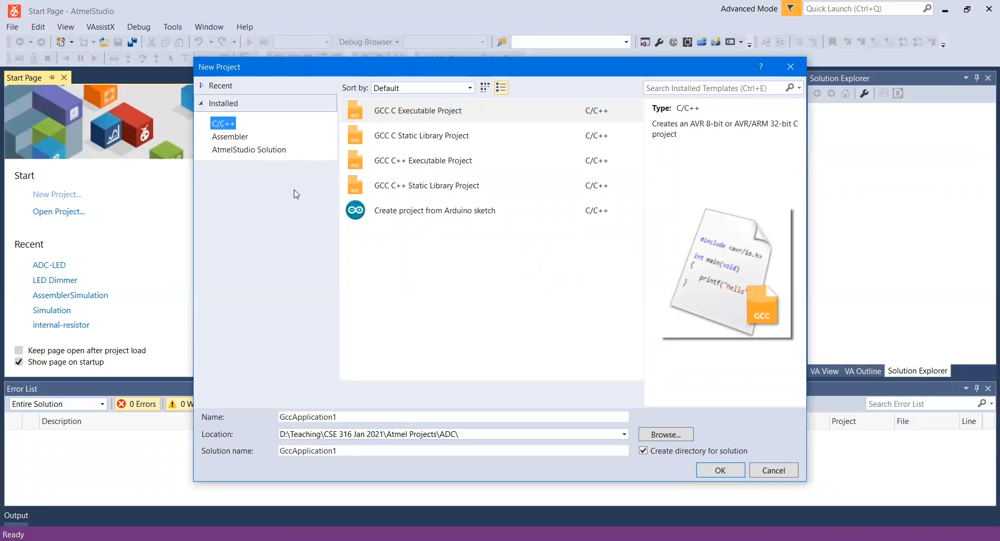 Start Page - AtmelStudio
Advanced Mode
Quick Launch (Ctrl+Q)
File Edit View VAssistX Debug Tools Window Help
Debug Browser
Start Page
New Project
?
Recent
Installed
C/C++
Assembler
AtmelStudio Solution
Sort by: Default
Search Installed Templates (Ctrl+E)
GCC C Executable Project C/C++
GCC C Static Library Project C/C++
GCC C++ Executable Project C/C++
GCC C++ Static Library Project C/C++
Create project from Arduino sketch C/C++
Type: C/C++
Creates an AVR 8-bit or AVR/ARM 32-bit C
project
#include <avr/io.h>
int main(void)
{
printf("Hello"
}
GCC
Solution Explorer
Start
New Project...
Open Project...
Recent
ADC-LED
LED Dimmer
AssemblerSimulation
Simulation
internal-resistor
Keep page open after project load
Show page on startup
VA View VA Outline Solution Explorer
Error List
Entire Solution
0 Errors
0 W
Search Error List
Description
Project
File
Line
Name: GccApplication1
Location: D:\Teaching\CSE 316 Jan 2021\Atmel Projects\ADC\
Browse...
Solution name: GccApplication1
Create directory for solution
OK
Cancel
Output
Ready